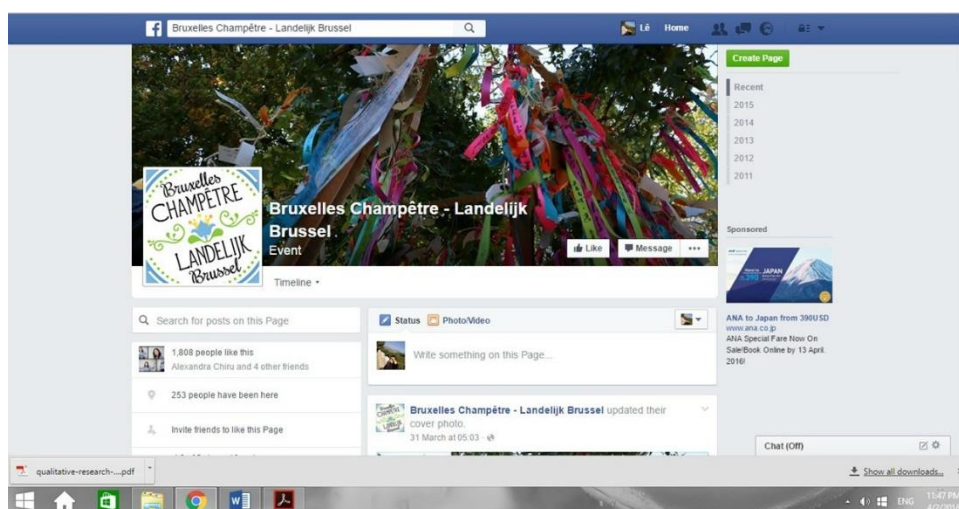 Bruxelles Champêtre - Landelijk Brussel
Lê Home
Bruxelles
CHAMPÊTRE
LANDELIJK
Brussel
Bruxelles Champêtre - Landelijk
Brussel
Event
Like Message
Timeline
Create Page
Recent
2015
2014
2013
2012
2011
Sponsored
JAPAN
390
ANA to Japan from 390USD
www.ana.co.jp
ANA Special Fare Now On
Sale!Book Online by 13 April
2016!
Search for posts on this Page
1,808 people like this
Alexandra Chiru and 4 other friends
253 people have been here
Invite friends to like this Page
Status Photo/Video
Write something on this Page...
Bruxelles Champêtre - Landelijk Brussel updated their
cover photo.
31 March at 05:03
Chat (Off)
qualitative-research-....pdf
Show all downloads...
ENG
11:47 PM